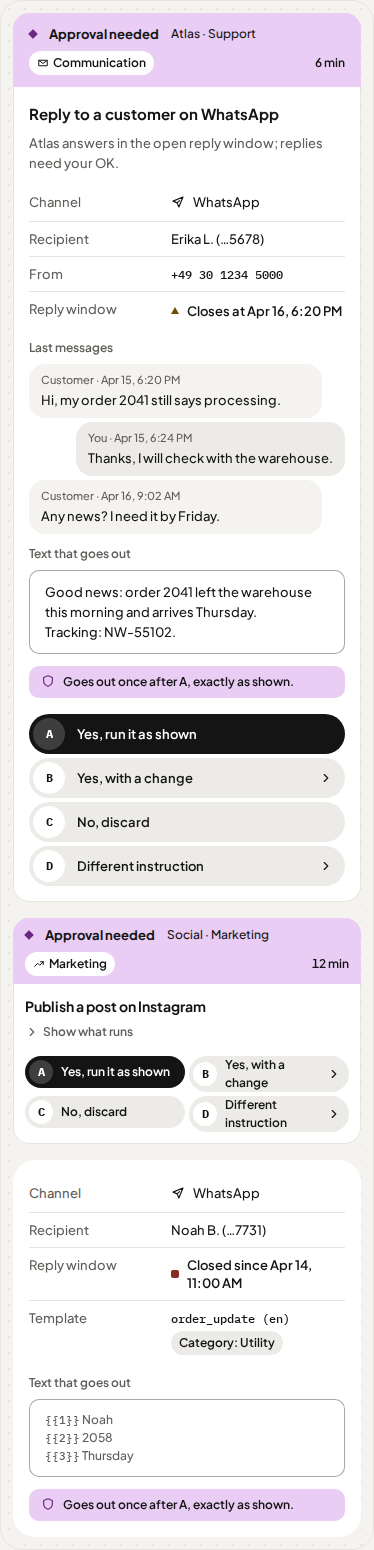 Approval needed Atlas · Support
Communication 6 min
Reply to a customer on WhatsApp
Atlas answers in the open reply window; replies
need your OK.
Channel WhatsApp
Recipient Erika L. (…5678)
From +49 30 1234 5000
Reply window Closes at Apr 16, 6:20 PM
Last messages
Customer · Apr 15, 6:20 PM
Hi, my order 2041 still says processing.
You · Apr 15, 6:24 PM
Thanks, I will check with the warehouse.
Customer · Apr 16, 9:02 AM
Any news? I need it by Friday.
Text that goes out
Good news: order 2041 left the warehouse
this morning and arrives Thursday.
Tracking: NW-55102.
Goes out once after A, exactly as shown.
A Yes, run it as shown
B Yes, with a change
C No, discard
D Different instruction
Approval needed Social · Marketing
Marketing 12 min
Publish a post on Instagram
Show what runs
A Yes, run it as shown
B Yes, with a
change
C No, discard
D Different
instruction
Channel WhatsApp
Recipient Noah B. (…7731)
Reply window Closed since Apr 14,
11:00 AM
Template order_update (en)
Category: Utility
Text that goes out
{{1}} Noah
{{2}} 2058
{{3}} Thursday
Goes out once after A, exactly as shown.